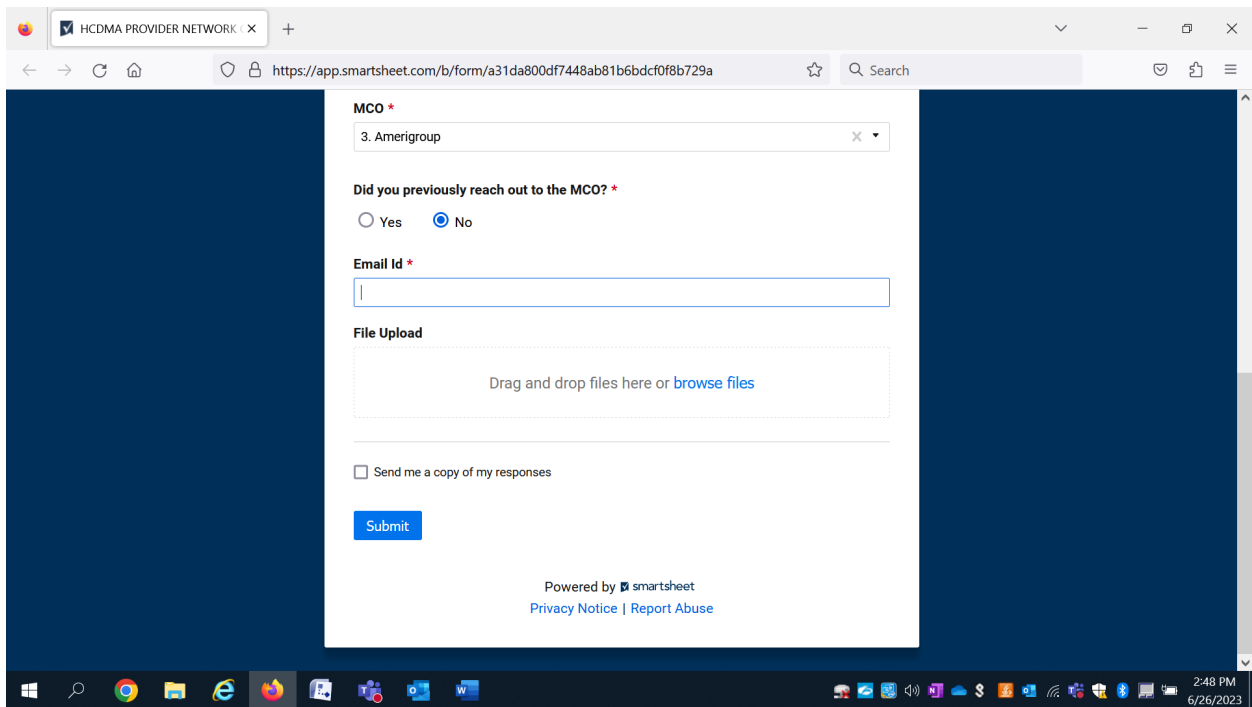 HCDMA PROVIDER NETWORK
https://app.smartsheet.com/b/form/a31da800df7448ab81b6bdcf0f8b729a
Search
MCO *
3. Amerigroup
Did you previously reach out to the MCO? *
Yes No
Email Id *
File Upload
Drag and drop files here or browse files
Send me a copy of my responses
Submit
Powered by smartsheet
Privacy Notice | Report Abuse
2:48 PM
6/26/2023